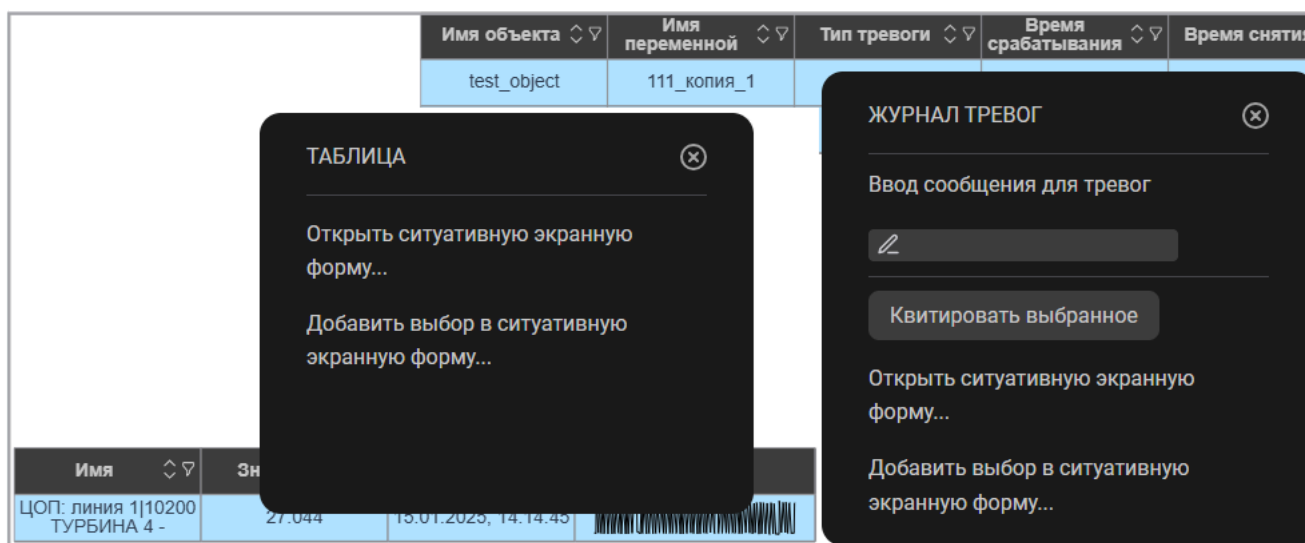 Имя объекта
Имя
переменной
Тип тревоги
Время
срабатывания
Время снятия
test_object
111_копия_1
ЖУРНАЛ ТРЕВОГ
Ввод сообщения для тревог
Квитировать выбранное
Открыть ситуативную экранную
форму...
Добавить выбор в ситуативную
экранную форму...
ТАБЛИЦА
Открыть ситуативную экранную
форму...
Добавить выбор в ситуативную
экранную форму...
Имя
Зн
ЦОП: линия 1|10200
ТУРБИНА 4 -
27.044
15.01.2025, 14:14:45